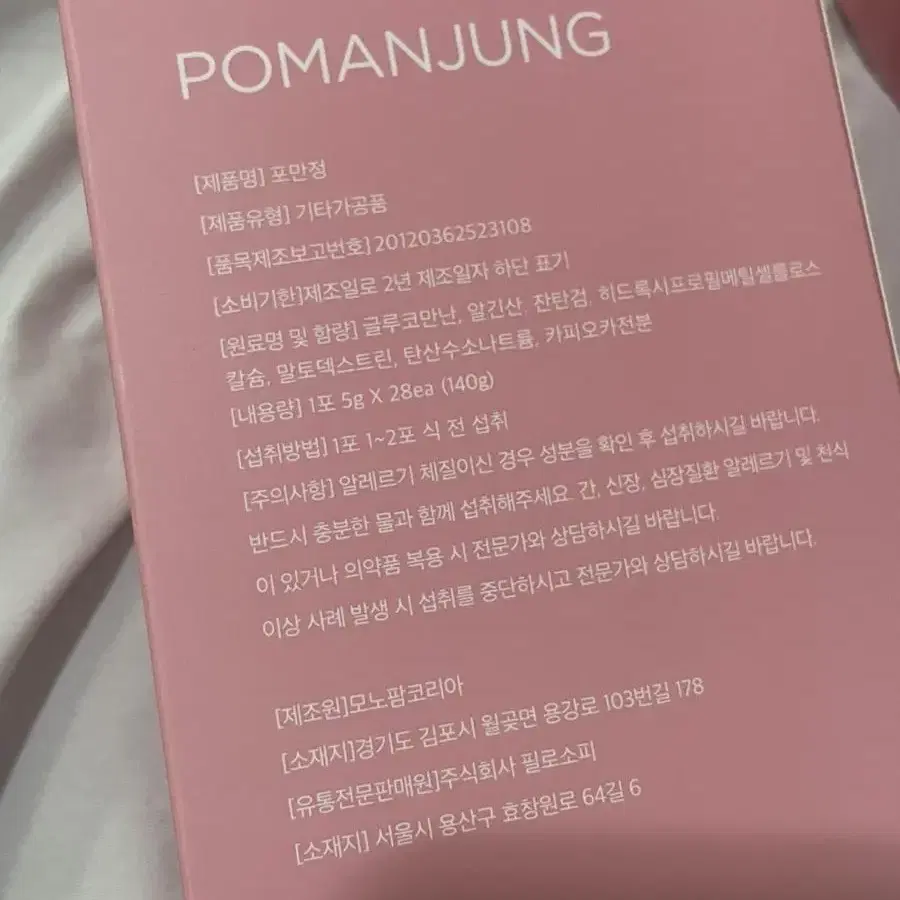 POMANJUNG
[제품명] 포만정
[제품유형] 기타가공품
[품목제조보고번호] 20120362523108
[소비기한]제조일로 2년 제조일자 하단 표기
[원료명 및 함량] 글루코만난, 알긴산, 잔탄검, 히드록시프로필메틸셀룰로스
칼슘, 말토덱스트린, 탄산수소나트륨, 카피오카전분
[내용량] 1포 5g X 28ea (140g)
[섭취방법] 1포 1~2포 식 전 섭취
[주의사항] 알레르기 체질이신 경우 성분을 확인 후 섭취하시길 바랍니다.
반드시 충분한 물과 함께 섭취해주세요. 간, 신장, 심장질환 알레르기 및 천식
이 있거나 의약품 복용 시 전문가와 상담하시길 바랍니다.
이상 사례 발생 시 섭취를 중단하시고 전문가와 상담하시길 바랍니다.
[제조원]모노팜코리아
[소재지]경기도 김포시 월곶면 용강로 103번길 178
[유통전문판매원]주식회사 필로소피
[소재지] 서울시 용산구 효창원로 64길 6